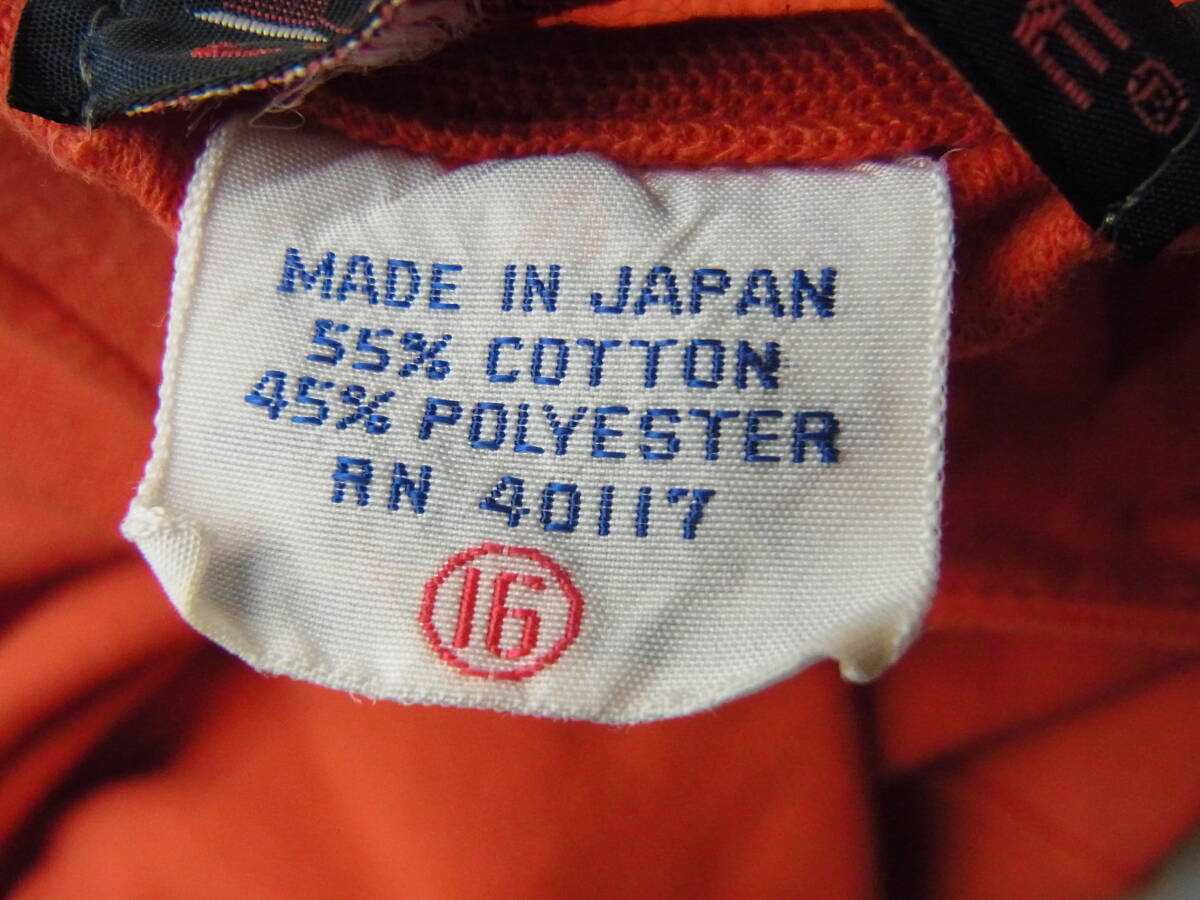 MADE IN JAPAN
55% COTTON
45% POLYESTER
RN 40117
16
E®